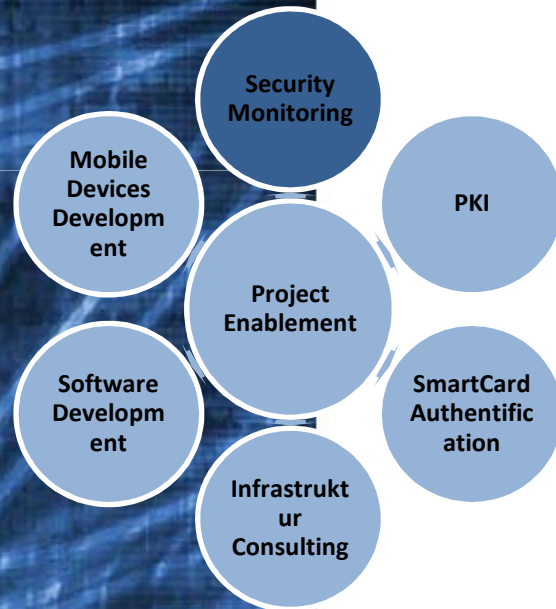 Security
Monitoring
Mobile
Devices
Developm
ent
PKI
Project
Enablement
Software
Developm
ent
SmartCard
Authentific
ation
Infrastrukt
ur
Consulting